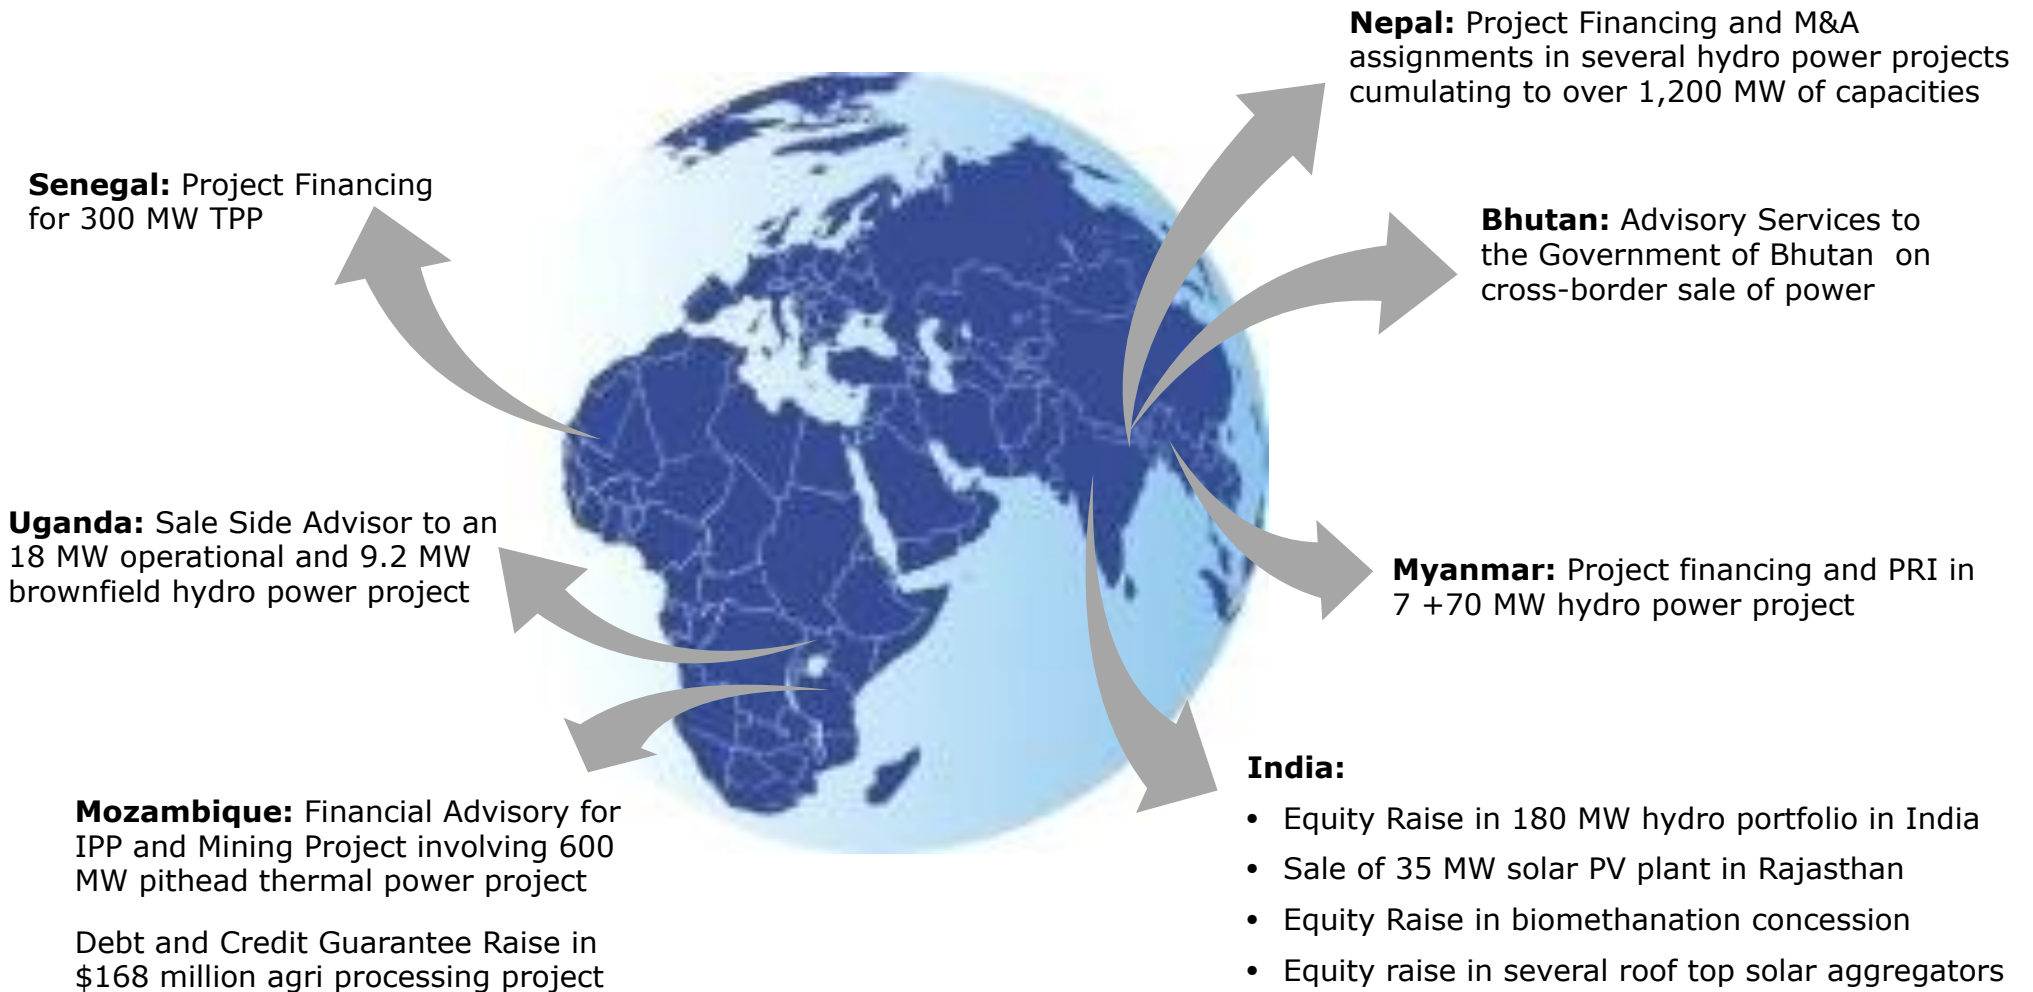 Nepal: Project Financing and M&A
assignments in several hydro power projects
cumulating to over 1,200 MW of capacities
Senegal: Project Financing
for 300 MW TPP
Bhutan: Advisory Services to
the Government of Bhutan  on
cross-border sale of power
Uganda: Sale Side Advisor to an
18 MW operational and 9.2 MW
brownfield hydro power project
Myanmar: Project financing and PRI in
7 +70 MW hydro power project
Mozambique: Financial Advisory for
IPP and Mining Project involving 600
MW pithead thermal power project
Debt and Credit Guarantee Raise in
$168 million agri processing project
India:
• Equity Raise in 180 MW hydro portfolio in India
• Sale of 35 MW solar PV plant in Rajasthan
• Equity Raise in biomethanation concession
• Equity raise in several roof top solar aggregators